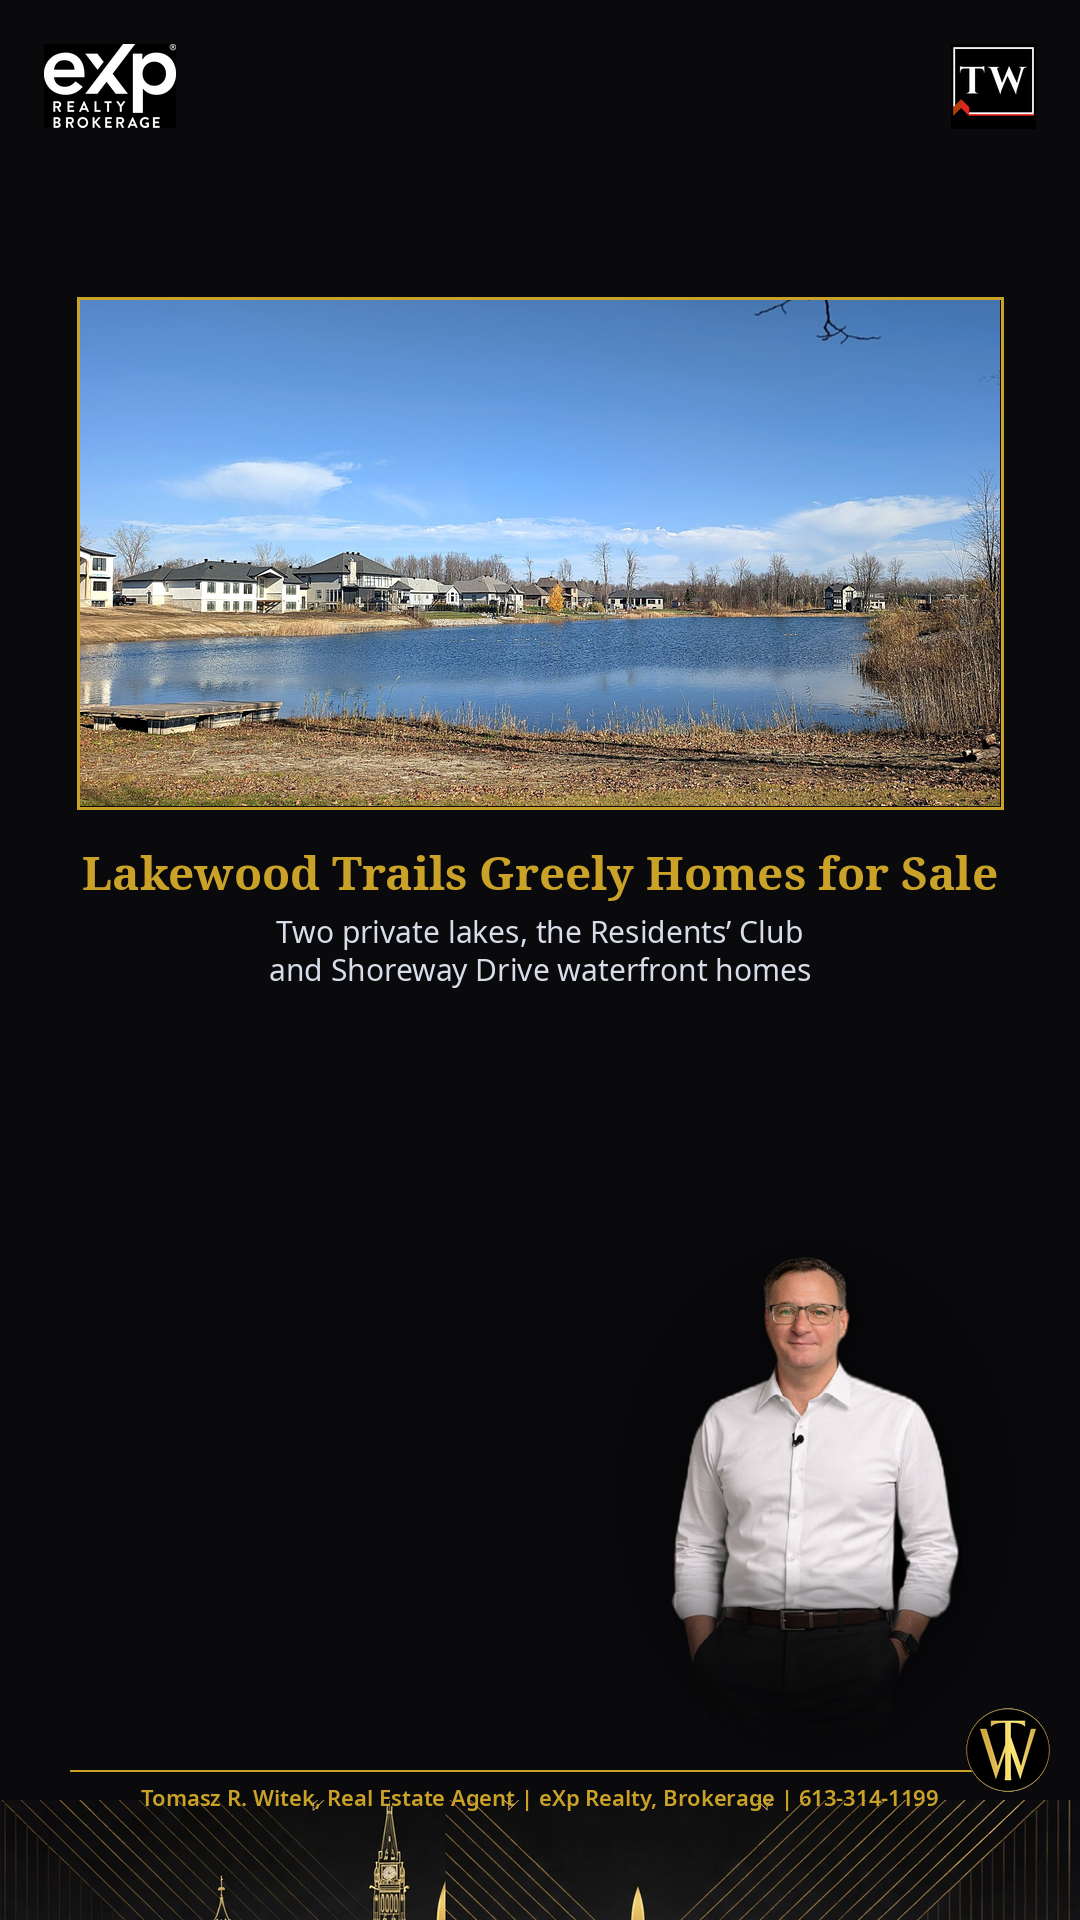 eXp®
REALTY
BROKERAGE
TW
Lakewood Trails Greely Homes for Sale
Two private lakes, the Residents’ Club
and Shoreway Drive waterfront homes
TW
Tomasz R. Witek, Real Estate Agent | eXp Realty, Brokerage | 613-314-1199